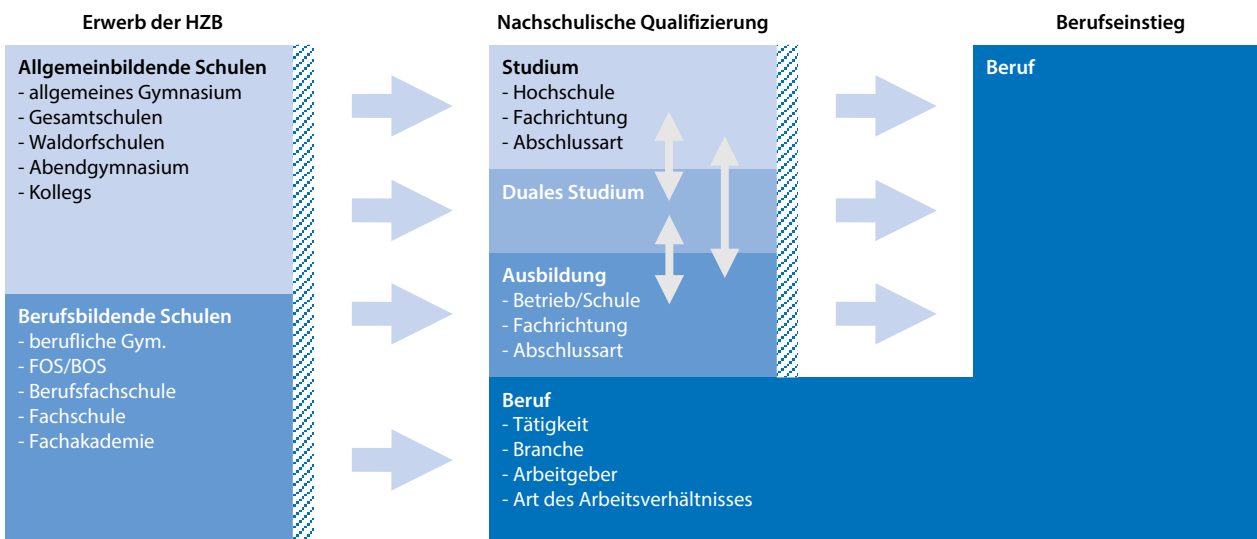 Erwerb der HZB
Allgemeinbildende Schulen
- allgemeines Gymnasium
- Gesamtschulen
- Waldorfschulen
- Abendgymnasium
- Kollegs
Berufsbildende Schulen
- berufliche Gym.
- FOS/BOS
- Berufsfachschule
- Fachschule
- Fachakademie
Nachschulische Qualifizierung
Studium
- Hochschule
- Fachrichtung
- Abschlussart
Duales Studium
Ausbildung
- Betrieb/Schule
- Fachrichtung
- Abschlussart
Beruf
- Tätigkeit
- Branche
- Arbeitgeber
- Art des Arbeitsverhältnisses
Berufseinstieg
Beruf